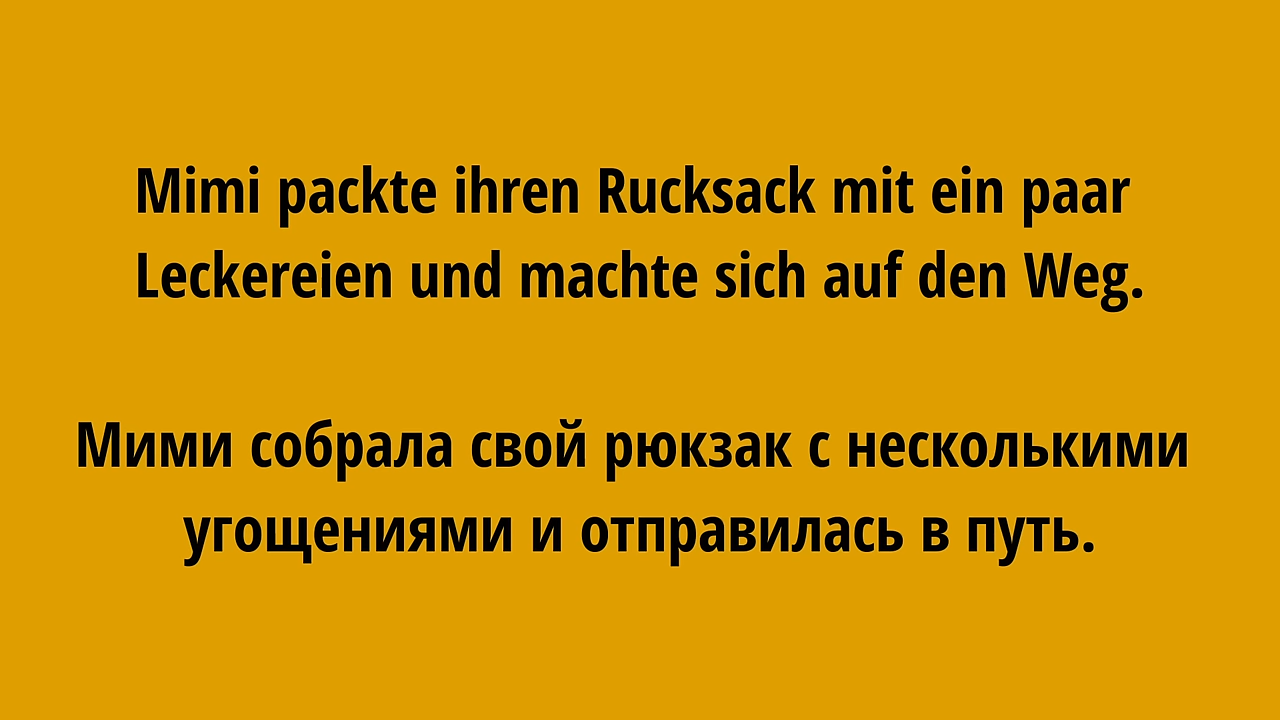 Mimi packte ihren Rucksack mit ein paar
Leckereien und machte sich auf den Weg.
Мими собрала свой рюкзак с несколькими
угощениями и отправилась в путь.